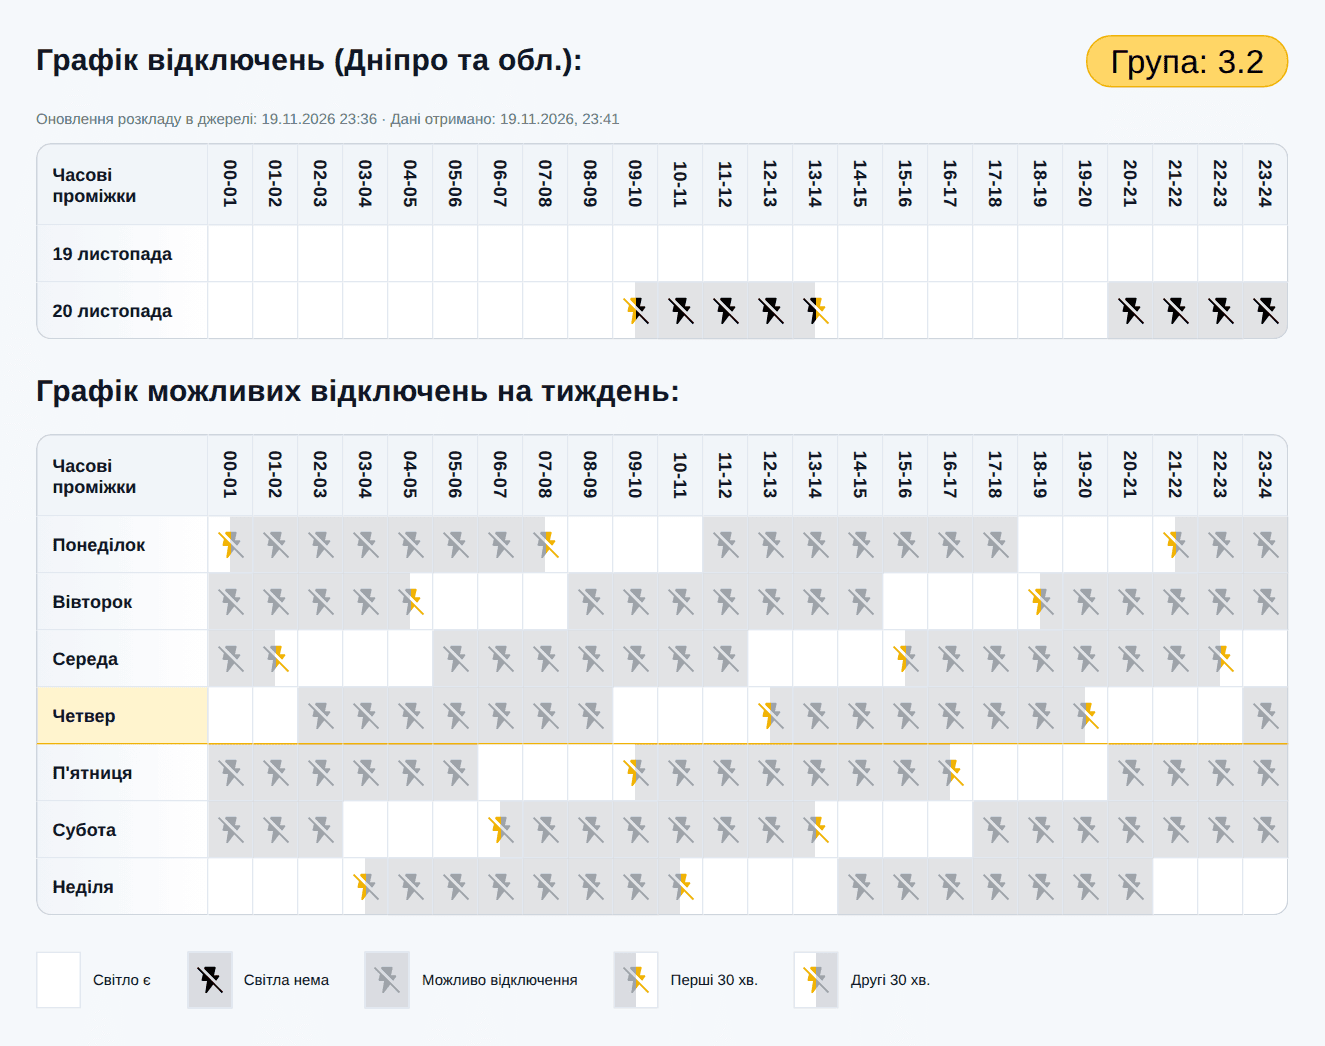 Графік відключень (Дніпро та обл.):
Група: 3.2
Оновлення розкладу в джерелі: 19.11.2026 23:36 · Дані отримано: 19.11.2026, 23:41
Часові проміжки 00-01 01-02 02-03 03-04 04-05 05-06 06-07 07-08 08-09 09-10 10-11 11-12 12-13 13-14 14-15 15-16 16-17 17-18 18-19 19-20 20-21 21-22 22-23 23-24
19 листопада
20 листопада
Графік можливих відключень на тиждень:
Часові проміжки 00-01 01-02 02-03 03-04 04-05 05-06 06-07 07-08 08-09 09-10 10-11 11-12 12-13 13-14 14-15 15-16 16-17 17-18 18-19 19-20 20-21 21-22 22-23 23-24
Понеділок
Вівторок
Середа
Четвер
П'ятниця
Субота
Неділя
Світло є Світла нема Можливо відключення Перші 30 хв. Другі 30 хв.